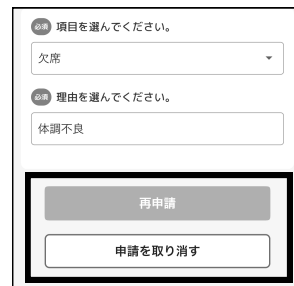 必須 項目を選んでください。
欠席
必須 理由を選んでください。
体調不良
再申請
申請を取り消す